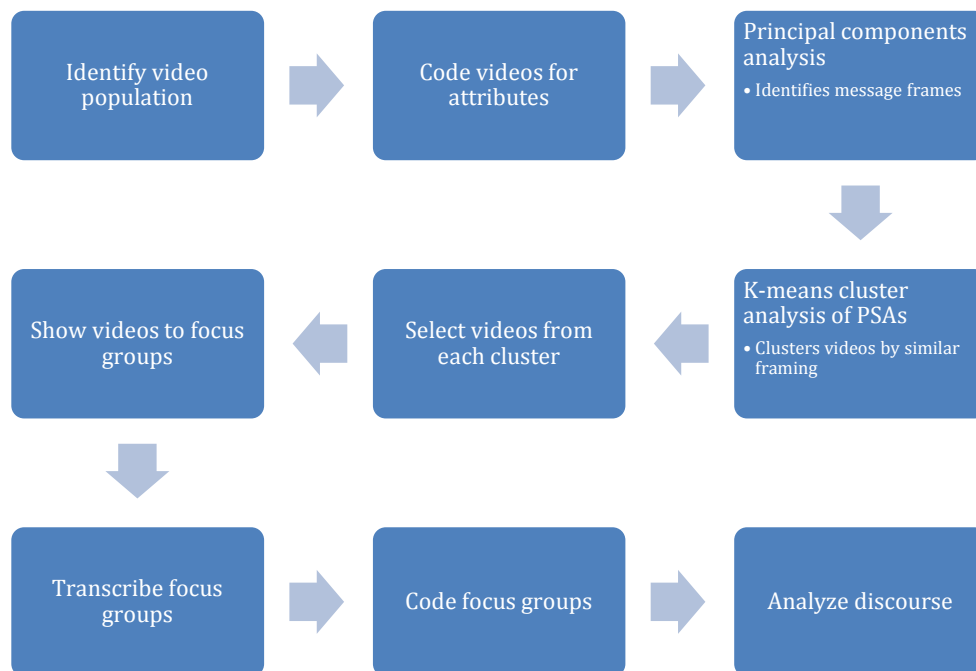 Identify video
population
Code videos for
attributes
Principal components
analysis
• Identifies message frames
K-means cluster
analysis of PSAs
• Clusters videos by similar
framing
Select videos from
each cluster
Show videos to focus
groups
Transcribe focus
groups
Code focus groups
Analyze discourse